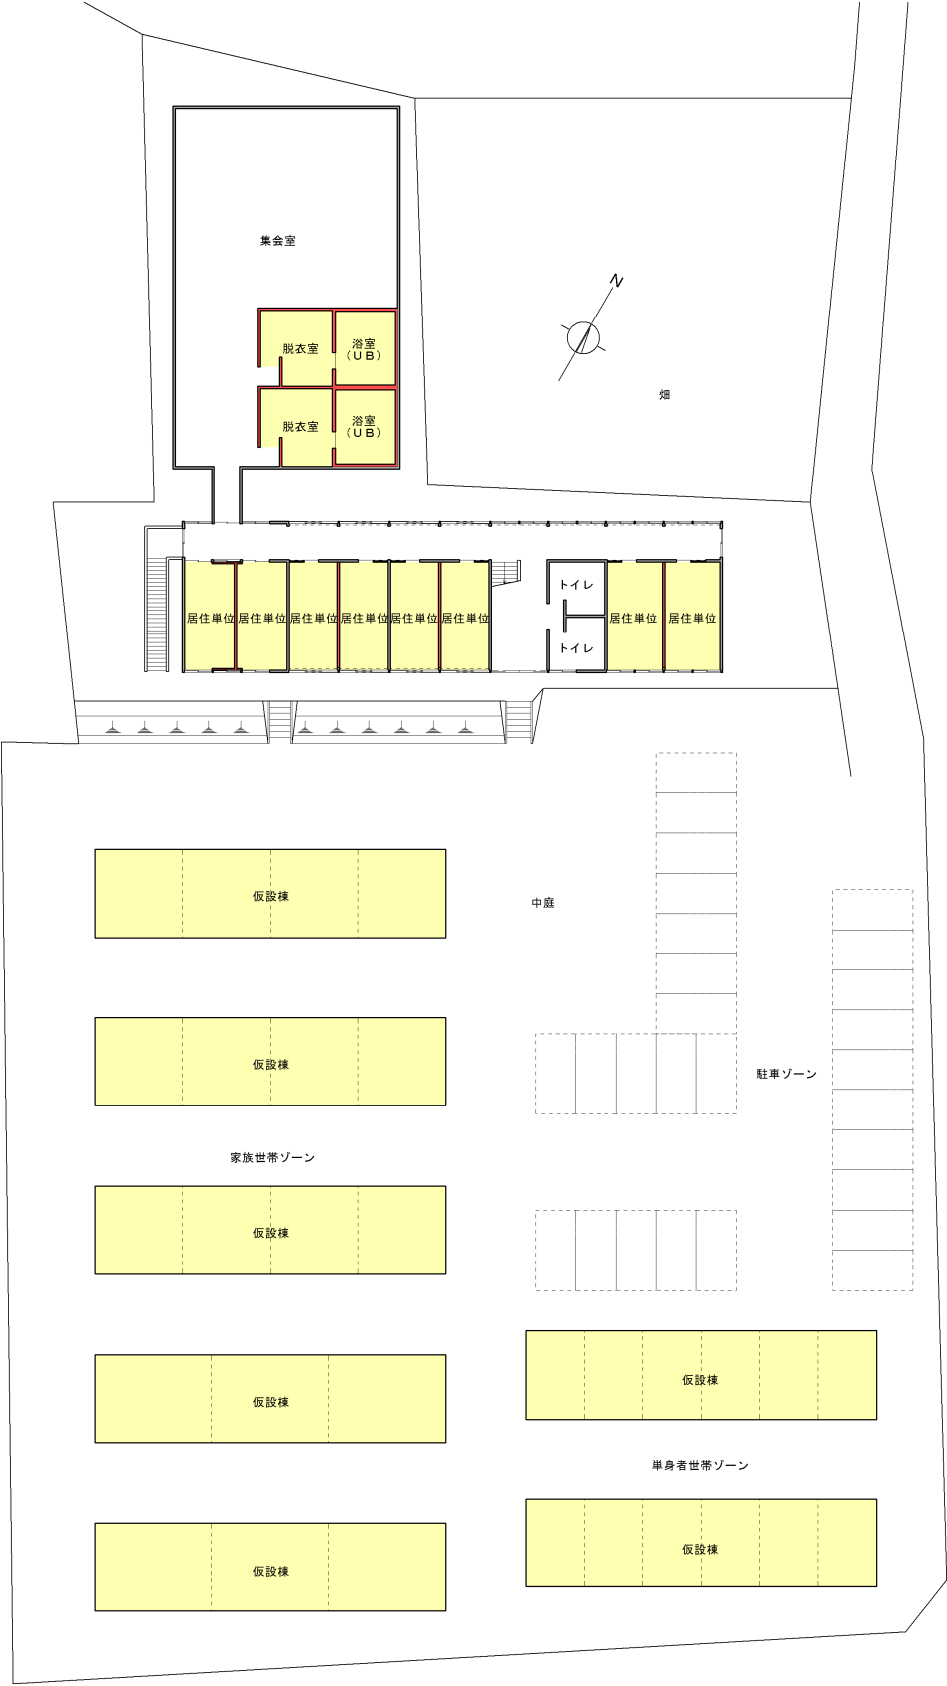 N
集会室
脱衣室
浴室
（ＵＢ）
畑
脱衣室
浴室
（ＵＢ）
居住単位
居住単位
居住単位
居住単位
居住単位
居住単位
トイレ
トイレ
居住単位
居住単位
仮設棟
中庭
仮設棟
駐車ゾーン
家族世帯ゾーン
仮設棟
仮設棟
仮設棟
単身者世帯ゾーン
仮設棟
仮設棟